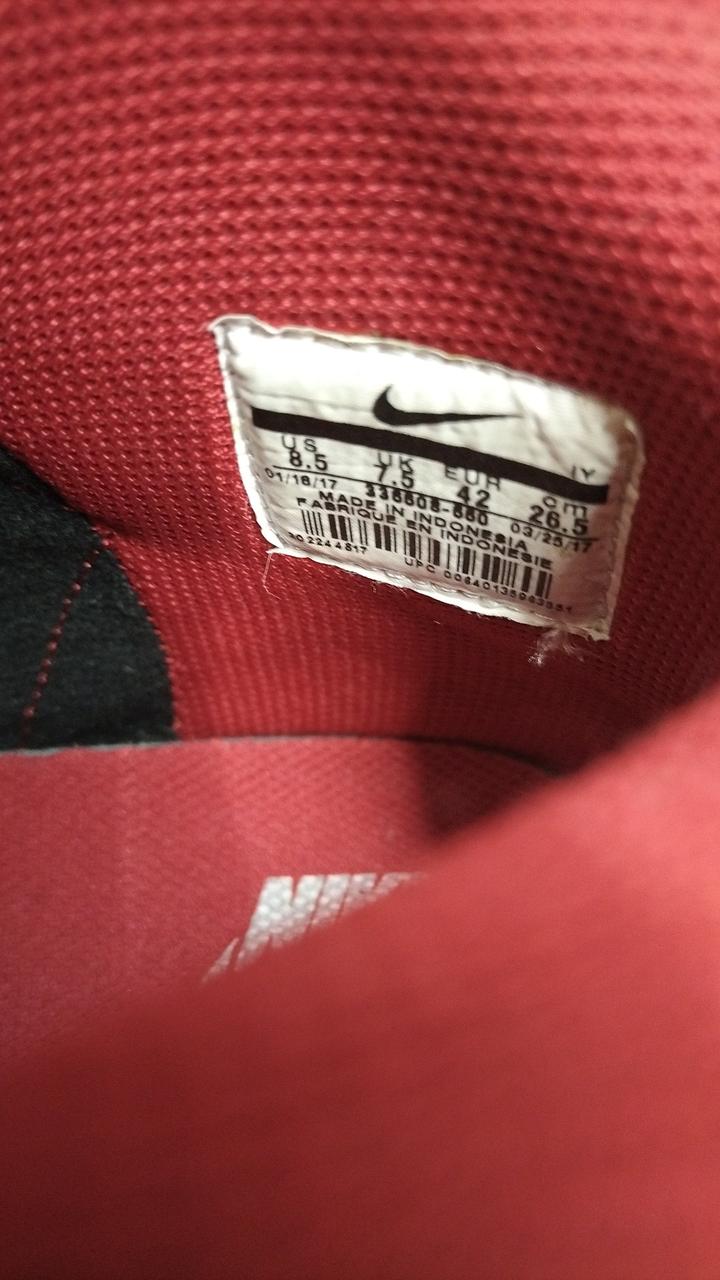 US UK EUR cm
8.5 7.5 42 26.5
01/18/17 03/25/17
MADE IN INDONESIA
FABRIQUE EN INDONESIE
UPC
NIK